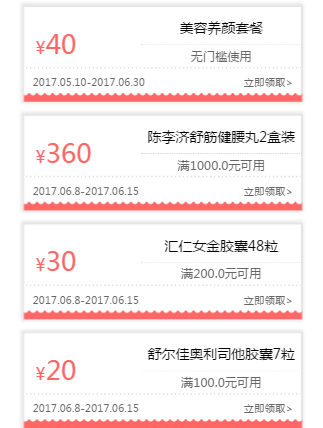 ¥40
美容养颜套餐
无门槛使用
2017.05.10-2017.06.30 立即领取>
¥360
陈李济舒筋健腰丸2盒装
满1000.0元可用
2017.06.8-2017.06.15 立即领取>
¥30
汇仁女金胶囊48粒
满200.0元可用
2017.06.8-2017.06.15 立即领取>
¥20
舒尔佳奥利司他胶囊7粒
满100.0元可用
2017.06.8-2017.06.15 立即领取>